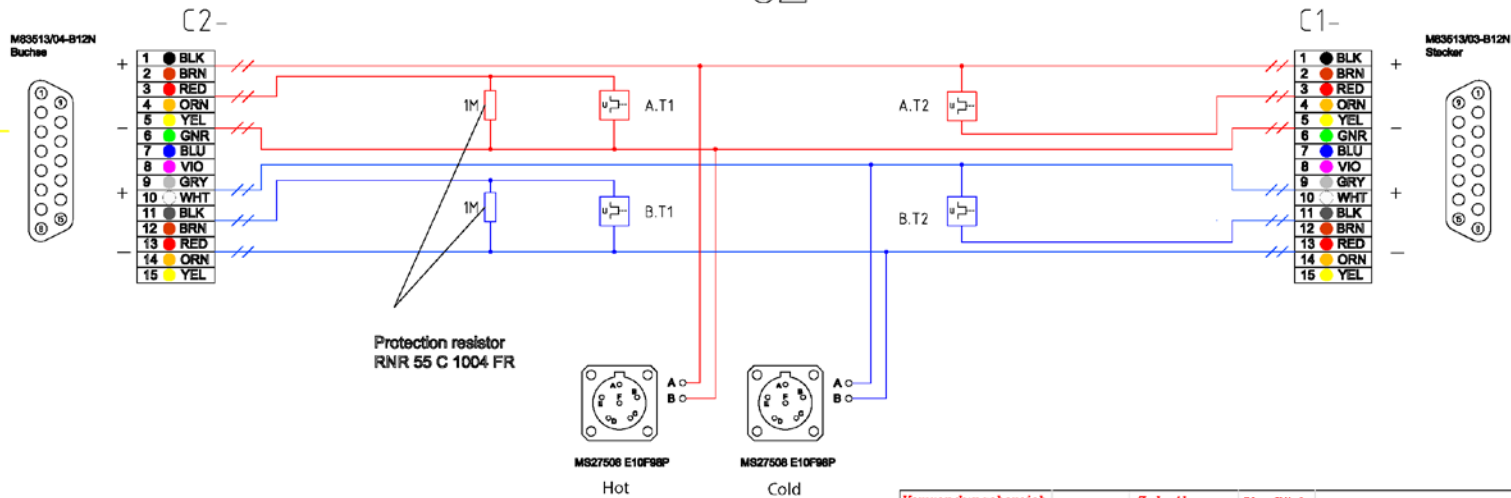 C2-
C1-
M83513/04-B12N
Buchse
M83513/03-B12N
Stecker
+
−
+
−
1 BLK
2 BRN
3 RED
4 ORN
5 YEL
6 GNR
7 BLU
8 VIO
9 GRY
10 WHT
11 BLK
12 BRN
13 RED
14 ORN
15 YEL
1M
A.T1
A.T2
1M
B.T1
B.T2
1 BLK
2 BRN
3 RED
4 ORN
5 YEL
6 GNR
7 BLU
8 VIO
9 GRY
10 WHT
11 BLK
12 BRN
13 RED
14 ORN
15 YEL
+
−
+
−
Protection resistor
RNR 55 C 1004 FR
A
B
A
B
MS27508 E10F98P
Hot
MS27508 E10F98P
Cold